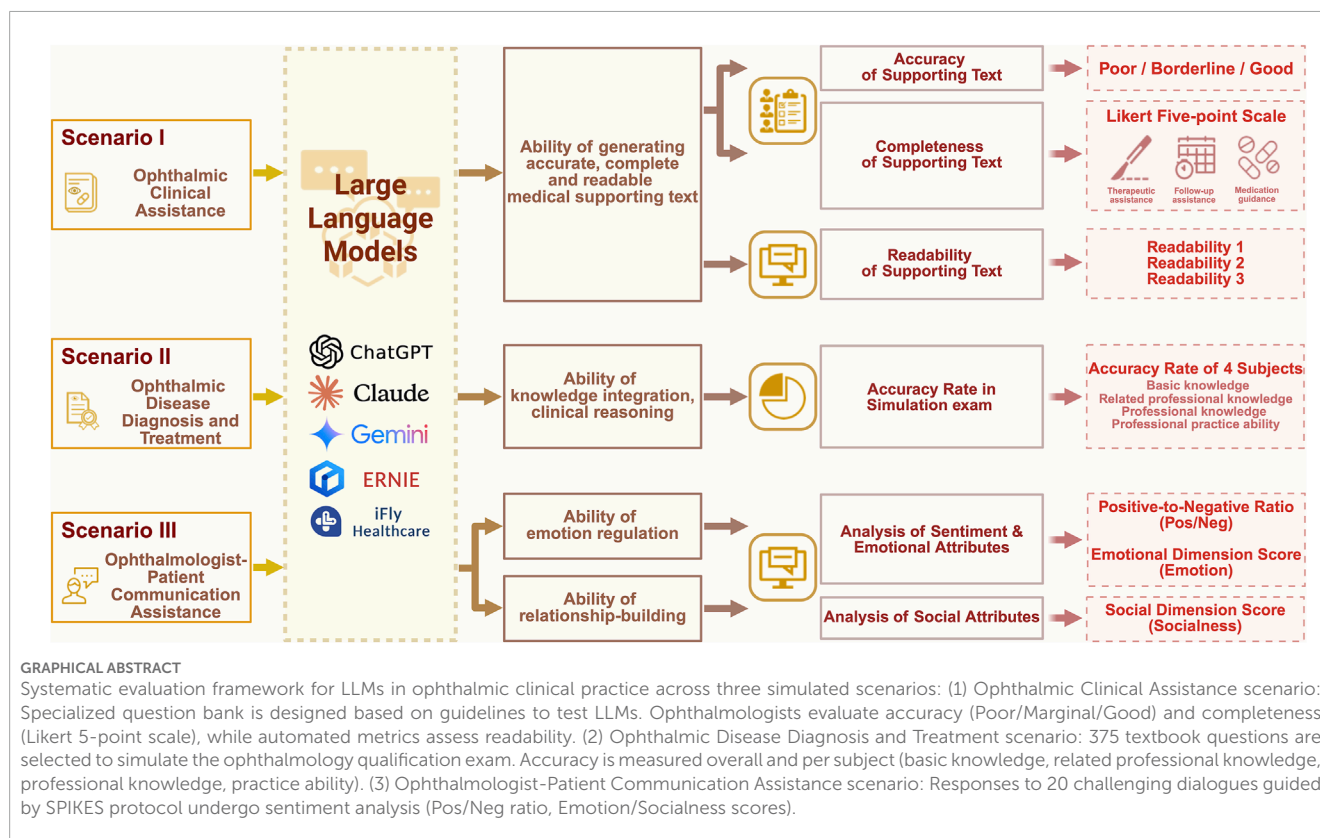 Scenario I
Ophthalmic
Clinical
Assistance
Scenario II
Ophthalmic
Disease
Diagnosis and
Treatment
Scenario III
Ophthalmologist-
Patient
Communication
Assistance
Large
Language
Models
ChatGPT
Claude
Gemini
ERNIE
iFly
Healthcare
Ability of generating
accurate, complete
and readable
medical supporting text
Ability of
knowledge integration,
clinical reasoning
Ability of
emotion regulation
Ability of
relationship-building
Accuracy
of Supporting Text
Completeness
of Supporting Text
Readability
of Supporting Text
Accuracy Rate in
Simulation exam
Analysis of Sentiment &
Emotional Attributes
Analysis of Social Attributes
Poor / Borderline / Good
Likert Five-point Scale
Therapeutic
assistance
Follow-up
assistance
Medication
guidance
Readability 1
Readability 2
Readability 3
Accuracy Rate of 4 Subjects
Basic knowledge
Related professional knowledge
Professional knowledge
Professional practice ability
Positive-to-Negative Ratio
(Pos/Neg)
Emotional Dimension Score
(Emotion)
Social Dimension Score
(Socialness)
GRAPHICAL ABSTRACT
Systematic evaluation framework for LLMs in ophthalmic clinical practice across three simulated scenarios: (1) Ophthalmic Clinical Assistance scenario:
Specialized question bank is designed based on guidelines to test LLMs. Ophthalmologists evaluate accuracy (Poor/Marginal/Good) and completeness
(Likert 5-point scale), while automated metrics assess readability. (2) Ophthalmic Disease Diagnosis and Treatment scenario: 375 textbook questions are
selected to simulate the ophthalmology qualification exam. Accuracy is measured overall and per subject (basic knowledge, related professional knowledge,
professional knowledge, practice ability). (3) Ophthalmologist-Patient Communication Assistance scenario: Responses to 20 challenging dialogues guided
by SPIKES protocol undergo sentiment analysis (Pos/Neg ratio, Emotion/Socialness scores).